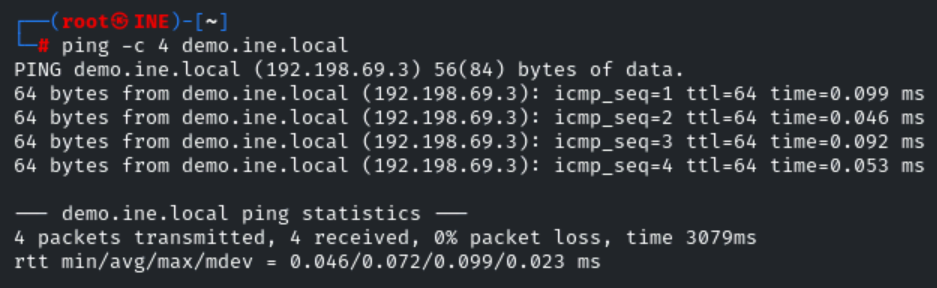 ┌──(root㉿INE)-[~]
└─# ping -c 4 demo.ine.local
PING demo.ine.local (192.198.69.3) 56(84) bytes of data.
64 bytes from demo.ine.local (192.198.69.3): icmp_seq=1 ttl=64 time=0.099 ms
64 bytes from demo.ine.local (192.198.69.3): icmp_seq=2 ttl=64 time=0.046 ms
64 bytes from demo.ine.local (192.198.69.3): icmp_seq=3 ttl=64 time=0.092 ms
64 bytes from demo.ine.local (192.198.69.3): icmp_seq=4 ttl=64 time=0.053 ms
--- demo.ine.local ping statistics ---
4 packets transmitted, 4 received, 0% packet loss, time 3079ms
rtt min/avg/max/mdev = 0.046/0.072/0.099/0.023 ms